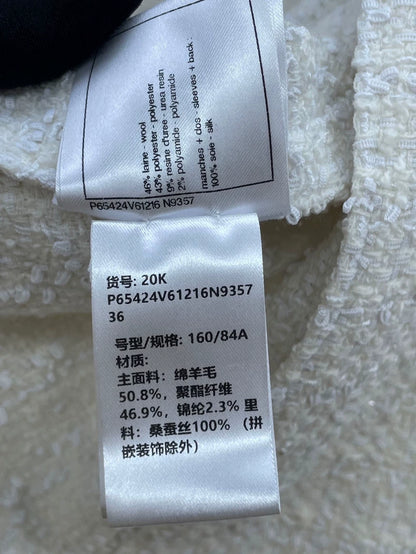 46% laine - wool
43% polyester - polyester
9% resine d'uree - urea resin
2% polyamide - polyamide
manches + dos - sleeves + back :
100% soie - silk
P65424V61216 N9357
货号: 20K
P65424V61216N9357
36
号型/规格: 160/84A
材质:
主面料: 绵羊毛
50.8%, 聚酯纤维
46.9%, 锦纶2.3% 里
料: 桑蚕丝100% （拼
嵌装饰除外）